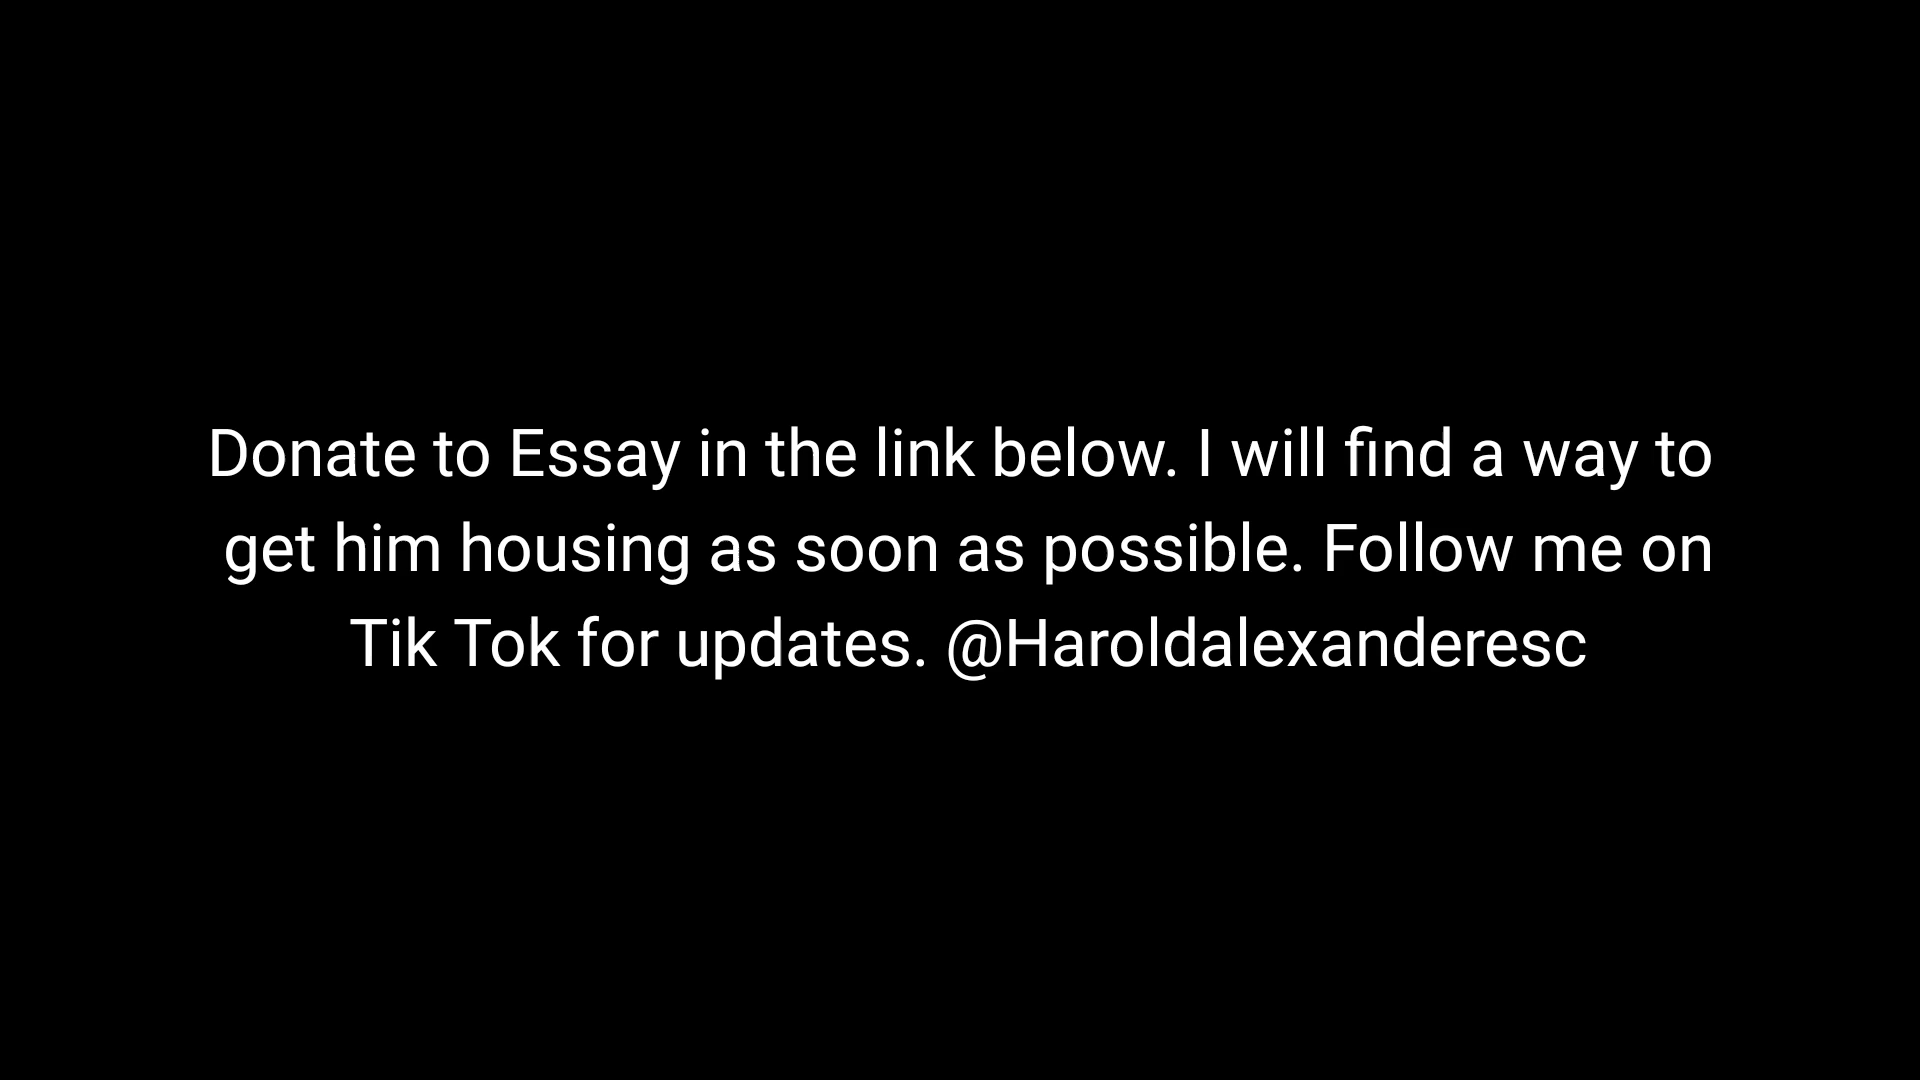 Donate to Essay in the link below. I will find a way to
get him housing as soon as possible. Follow me on
Tik Tok for updates. @Haroldalexanderesc